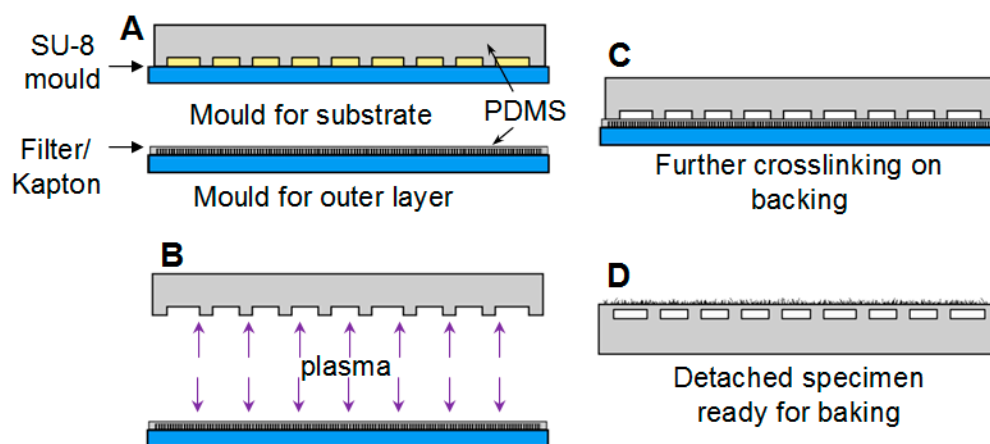 A
SU-8
mould
Mould for substrate
PDMS
Filter/
Kapton
Mould for outer layer
B
plasma
C
Further crosslinking on
backing
D
Detached specimen
ready for baking